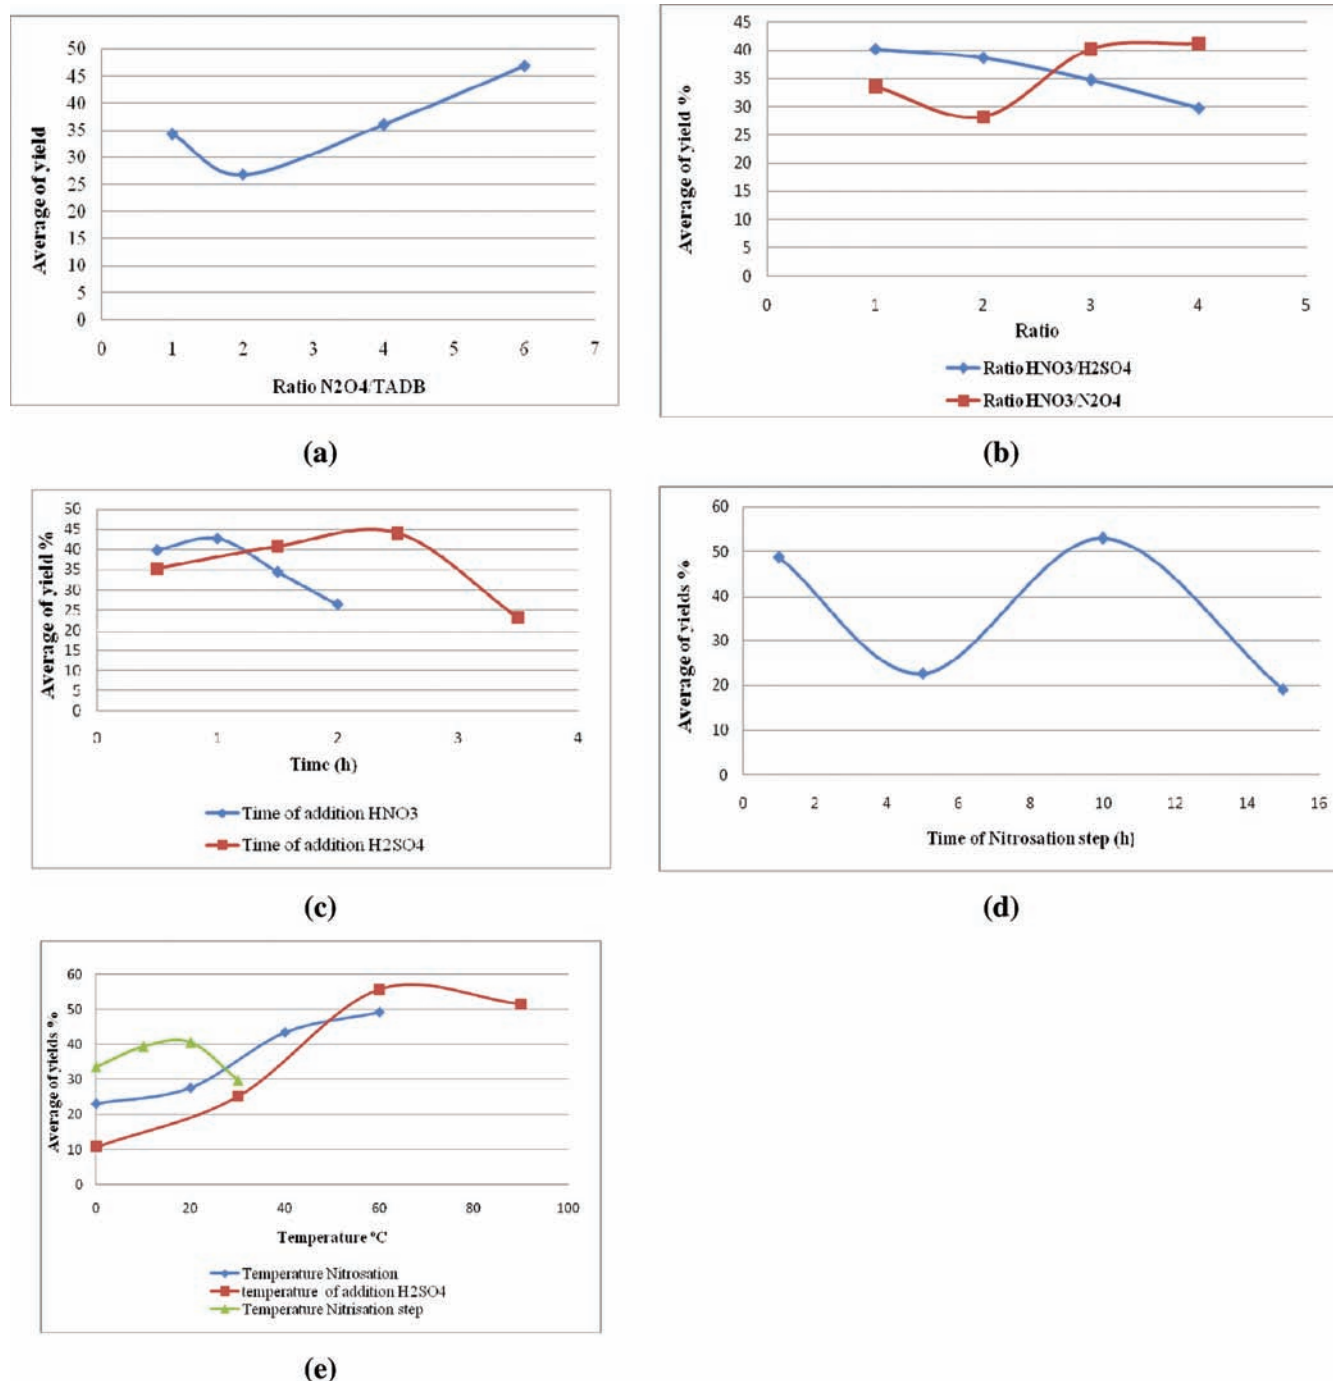 50
45
40
35
30
25
20
15
10
5
0
Average of yield
0 1 2 3 4 5 6 7
Ratio N2O4/TADB
(a)
45
40
35
30
25
20
15
10
5
0
Average of yield %
0 1 2 3 4 5
Ratio
Ratio HNO3/H2SO4
Ratio HNO3/N2O4
(b)
50
45
40
35
30
25
20
15
10
5
0
Average of yield %
0 1 2 3 4
Time (h)
Time of addition HNO3
Time of addition H2SO4
(c)
60
50
40
30
20
10
0
Average of yields %
0 2 4 6 8 10 12 14 16
Time of Nitrosation step (h)
(d)
60
50
40
30
20
10
0
Average of yields %
0 20 40 60 80 100
Temperature ºC
Temperature Nitrosation
temperature of addition H2SO4
Temperature Nitrisation step
(e)